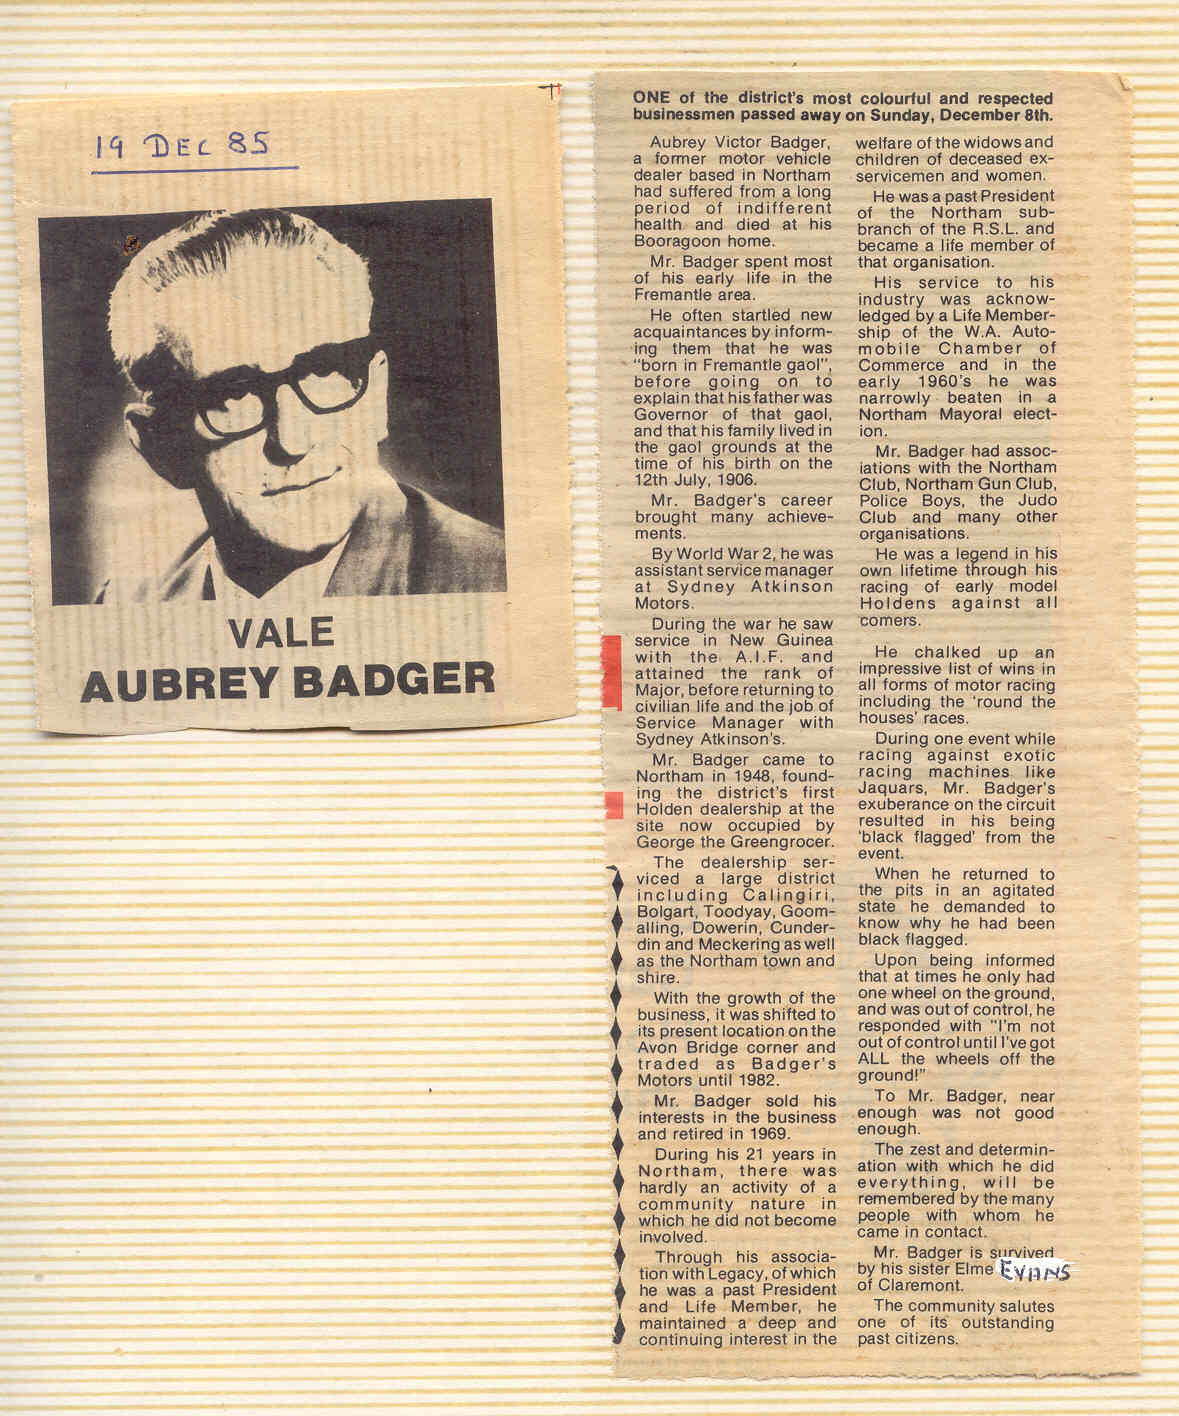 19 DEC 85
VALE
AUBREY BADGER
ONE of the district's most colourful and respected
businessmen passed away on Sunday, December 8th.
Aubrey Victor Badger,
a former motor vehicle
dealer based in Northam
had suffered from a long
period of indifferent
health and died at his
Booragoon home.
Mr. Badger spent most
of his early life in the
Fremantle area.
He often startled new
acquaintances by inform-
ing them that he was
"born in Fremantle gaol",
before going on to
explain that his father was
Governor of that gaol,
and that his family lived in
the gaol grounds at the
time of his birth on the
12th July, 1906.
Mr. Badger's career
brought many achieve-
ments.
By World War 2, he was
assistant service manager
at Sydney Atkinson
Motors.
During the war he saw
service in New Guinea
with the A.I.F. and
attained the rank of
Major, before returning to
civilian life and the job of
Service Manager with
Sydney Atkinson's.
Mr. Badger came to
Northam in 1948, found-
ing the district's first
Holden dealership at the
site now occupied by
George the Greengrocer.
The dealership ser-
viced a large district
including Calingiri,
Bolgart, Toodyay, Goom-
alling, Dowerin, Cunder-
din and Meckering as well
as the Northam town and
shire.
With the growth of the
business, it was shifted to
its present location on the
Avon Bridge corner and
traded as Badger's
Motors until 1982.
Mr. Badger sold his
interests in the business
and retired in 1969.
During his 21 years in
Northam, there was
hardly an activity of a
community nature in
which he did not become
involved.
Through his associa-
tion with Legacy, of which
he was a past President
and Life Member, he
maintained a deep and
continuing interest in the
welfare of the widows and
children of deceased ex-
servicemen and women.
He was a past President
of the Northam sub-
branch of the R.S.L. and
became a life member of
that organisation.
His service to his
industry was acknow-
ledged by a Life Member-
ship of the W.A. Auto-
mobile Chamber of
Commerce and in the
early 1960's he was
narrowly beaten in a
Northam Mayoral elect-
ion.
Mr. Badger had assoc-
iations with the Northam
Club, Northam Gun Club,
Police Boys, the Judo
Club and many other
organisations.
He was a legend in his
own lifetime through his
racing of early model
Holdens against all
comers.
He chalked up an
impressive list of wins in
all forms of motor racing
including the 'round the
houses' races.
During one event while
racing against exotic
racing machines like
Jaquars, Mr. Badger's
exuberance on the circuit
resulted in his being
'black flagged' from the
event.
When he returned to
the pits in an agitated
state he demanded to
know why he had been
black flagged.
Upon being informed
that at times he only had
one wheel on the ground,
and was out of control, he
responded with "I'm not
out of control until I've got
ALL the wheels off the
ground!"
To Mr. Badger, near
enough was not good
enough.
The zest and determin-
ation with which he did
everything, will be
remembered by the many
people with whom he
came in contact.
Mr. Badger is survived
by his sister Elme EVANS
of Claremont.
The community salutes
one of its outstanding
past citizens.